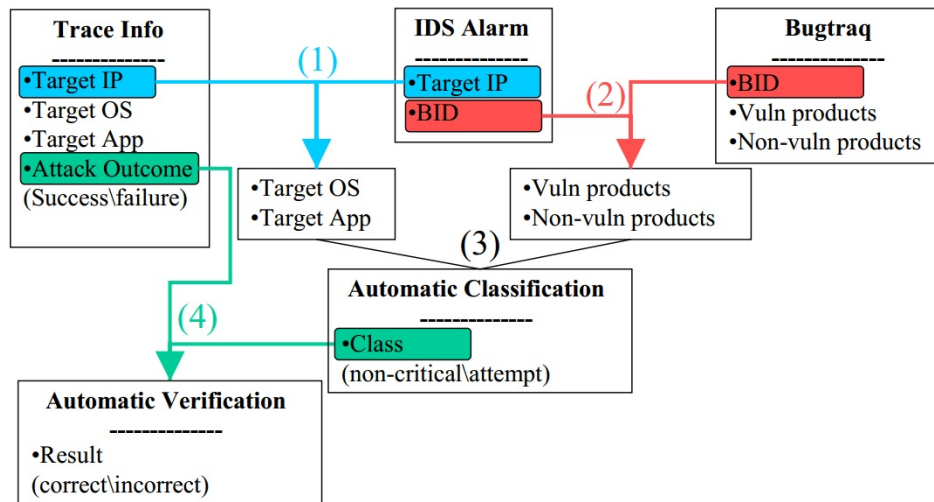 Trace Info
--------------
•Target IP
•Target OS
•Target App
•Attack Outcome
(Success\failure)
(1)
IDS Alarm
--------------
•Target IP
•BID
(2)
Bugtraq
--------------
•BID
•Vuln products
•Non-vuln products
•Target OS
•Target App
•Vuln products
•Non-vuln products
(3)
Automatic Classification
--------------
•Class
(non-critical\attempt)
(4)
Automatic Verification
--------------
•Result
(correct\incorrect)